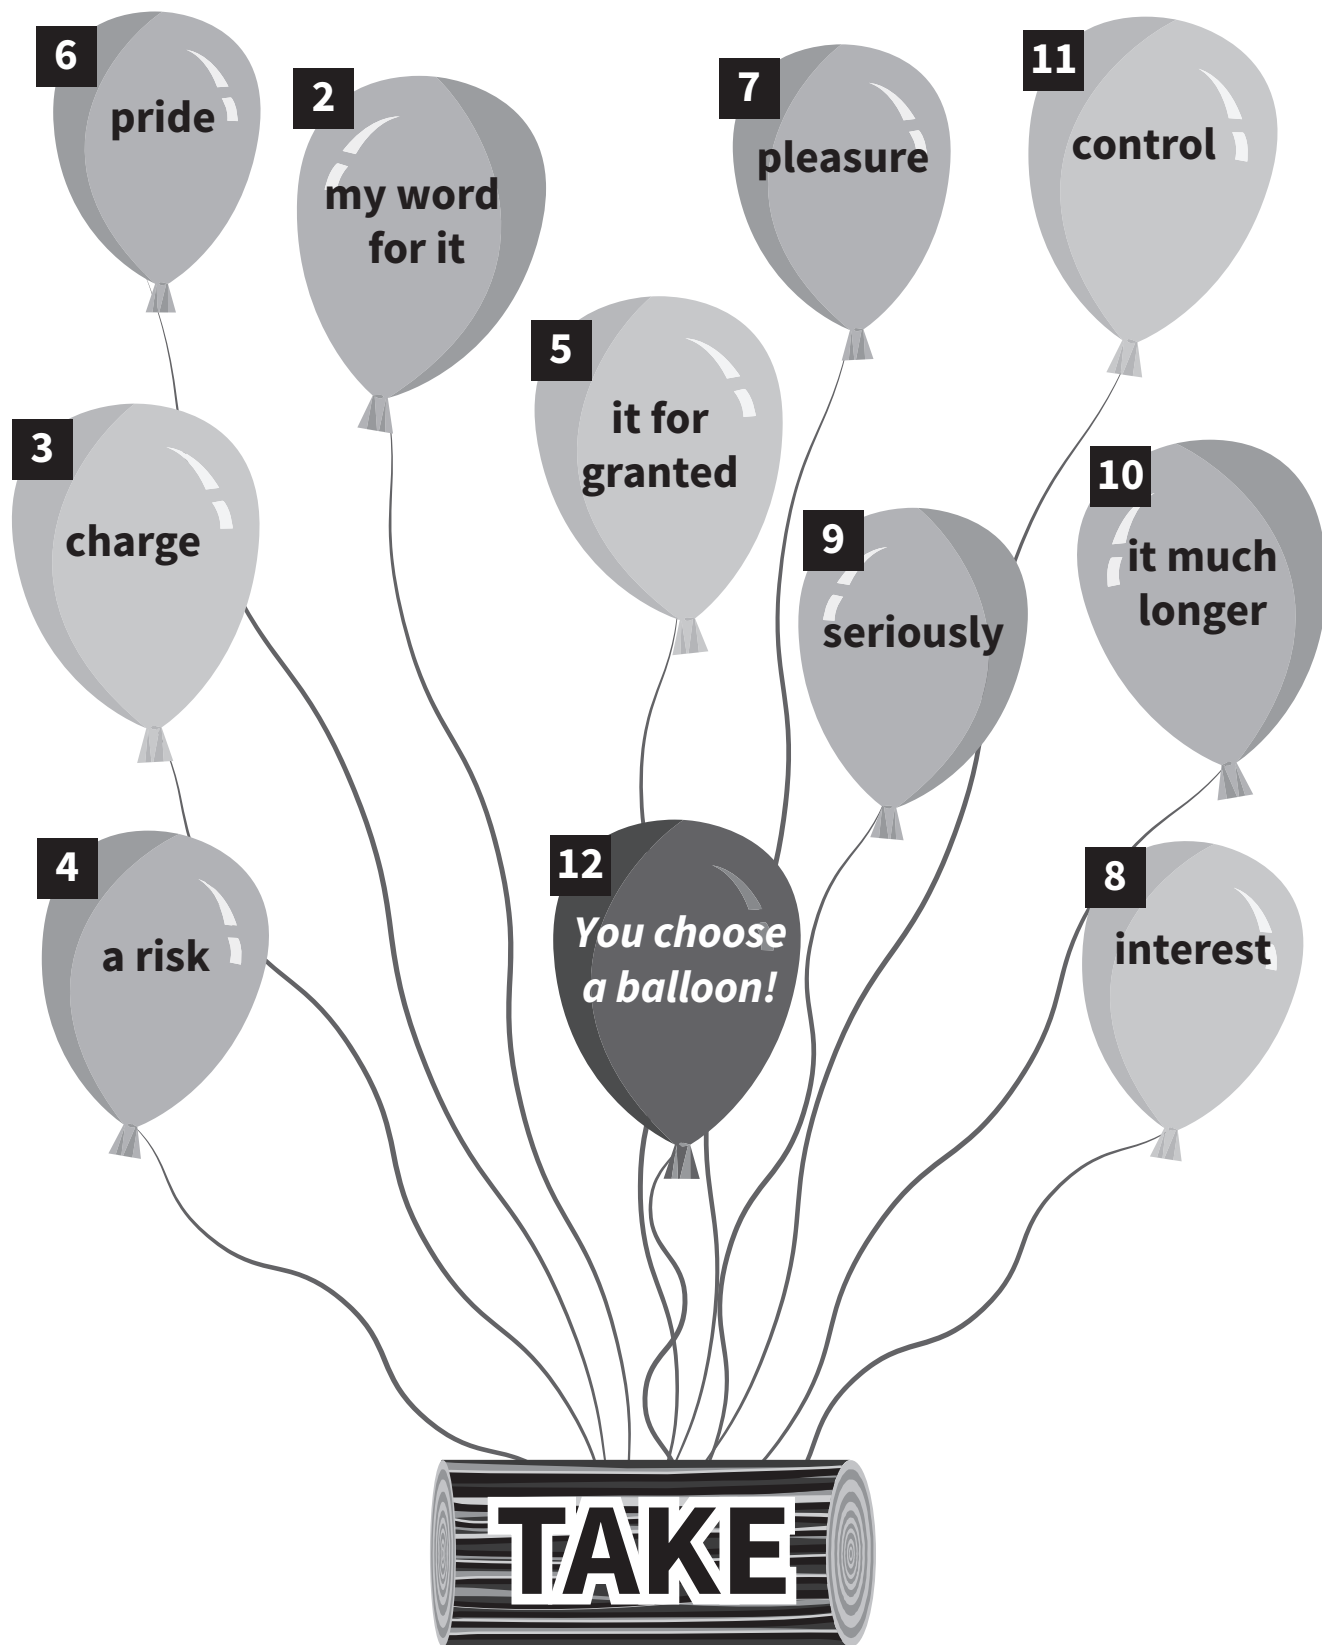 6
pride
2
my word
for it
7
pleasure
11
control
5
it for
granted
3
charge
10
it much
longer
9
seriously
4
a risk
12
You choose
a balloon!
8
interest
TAKE